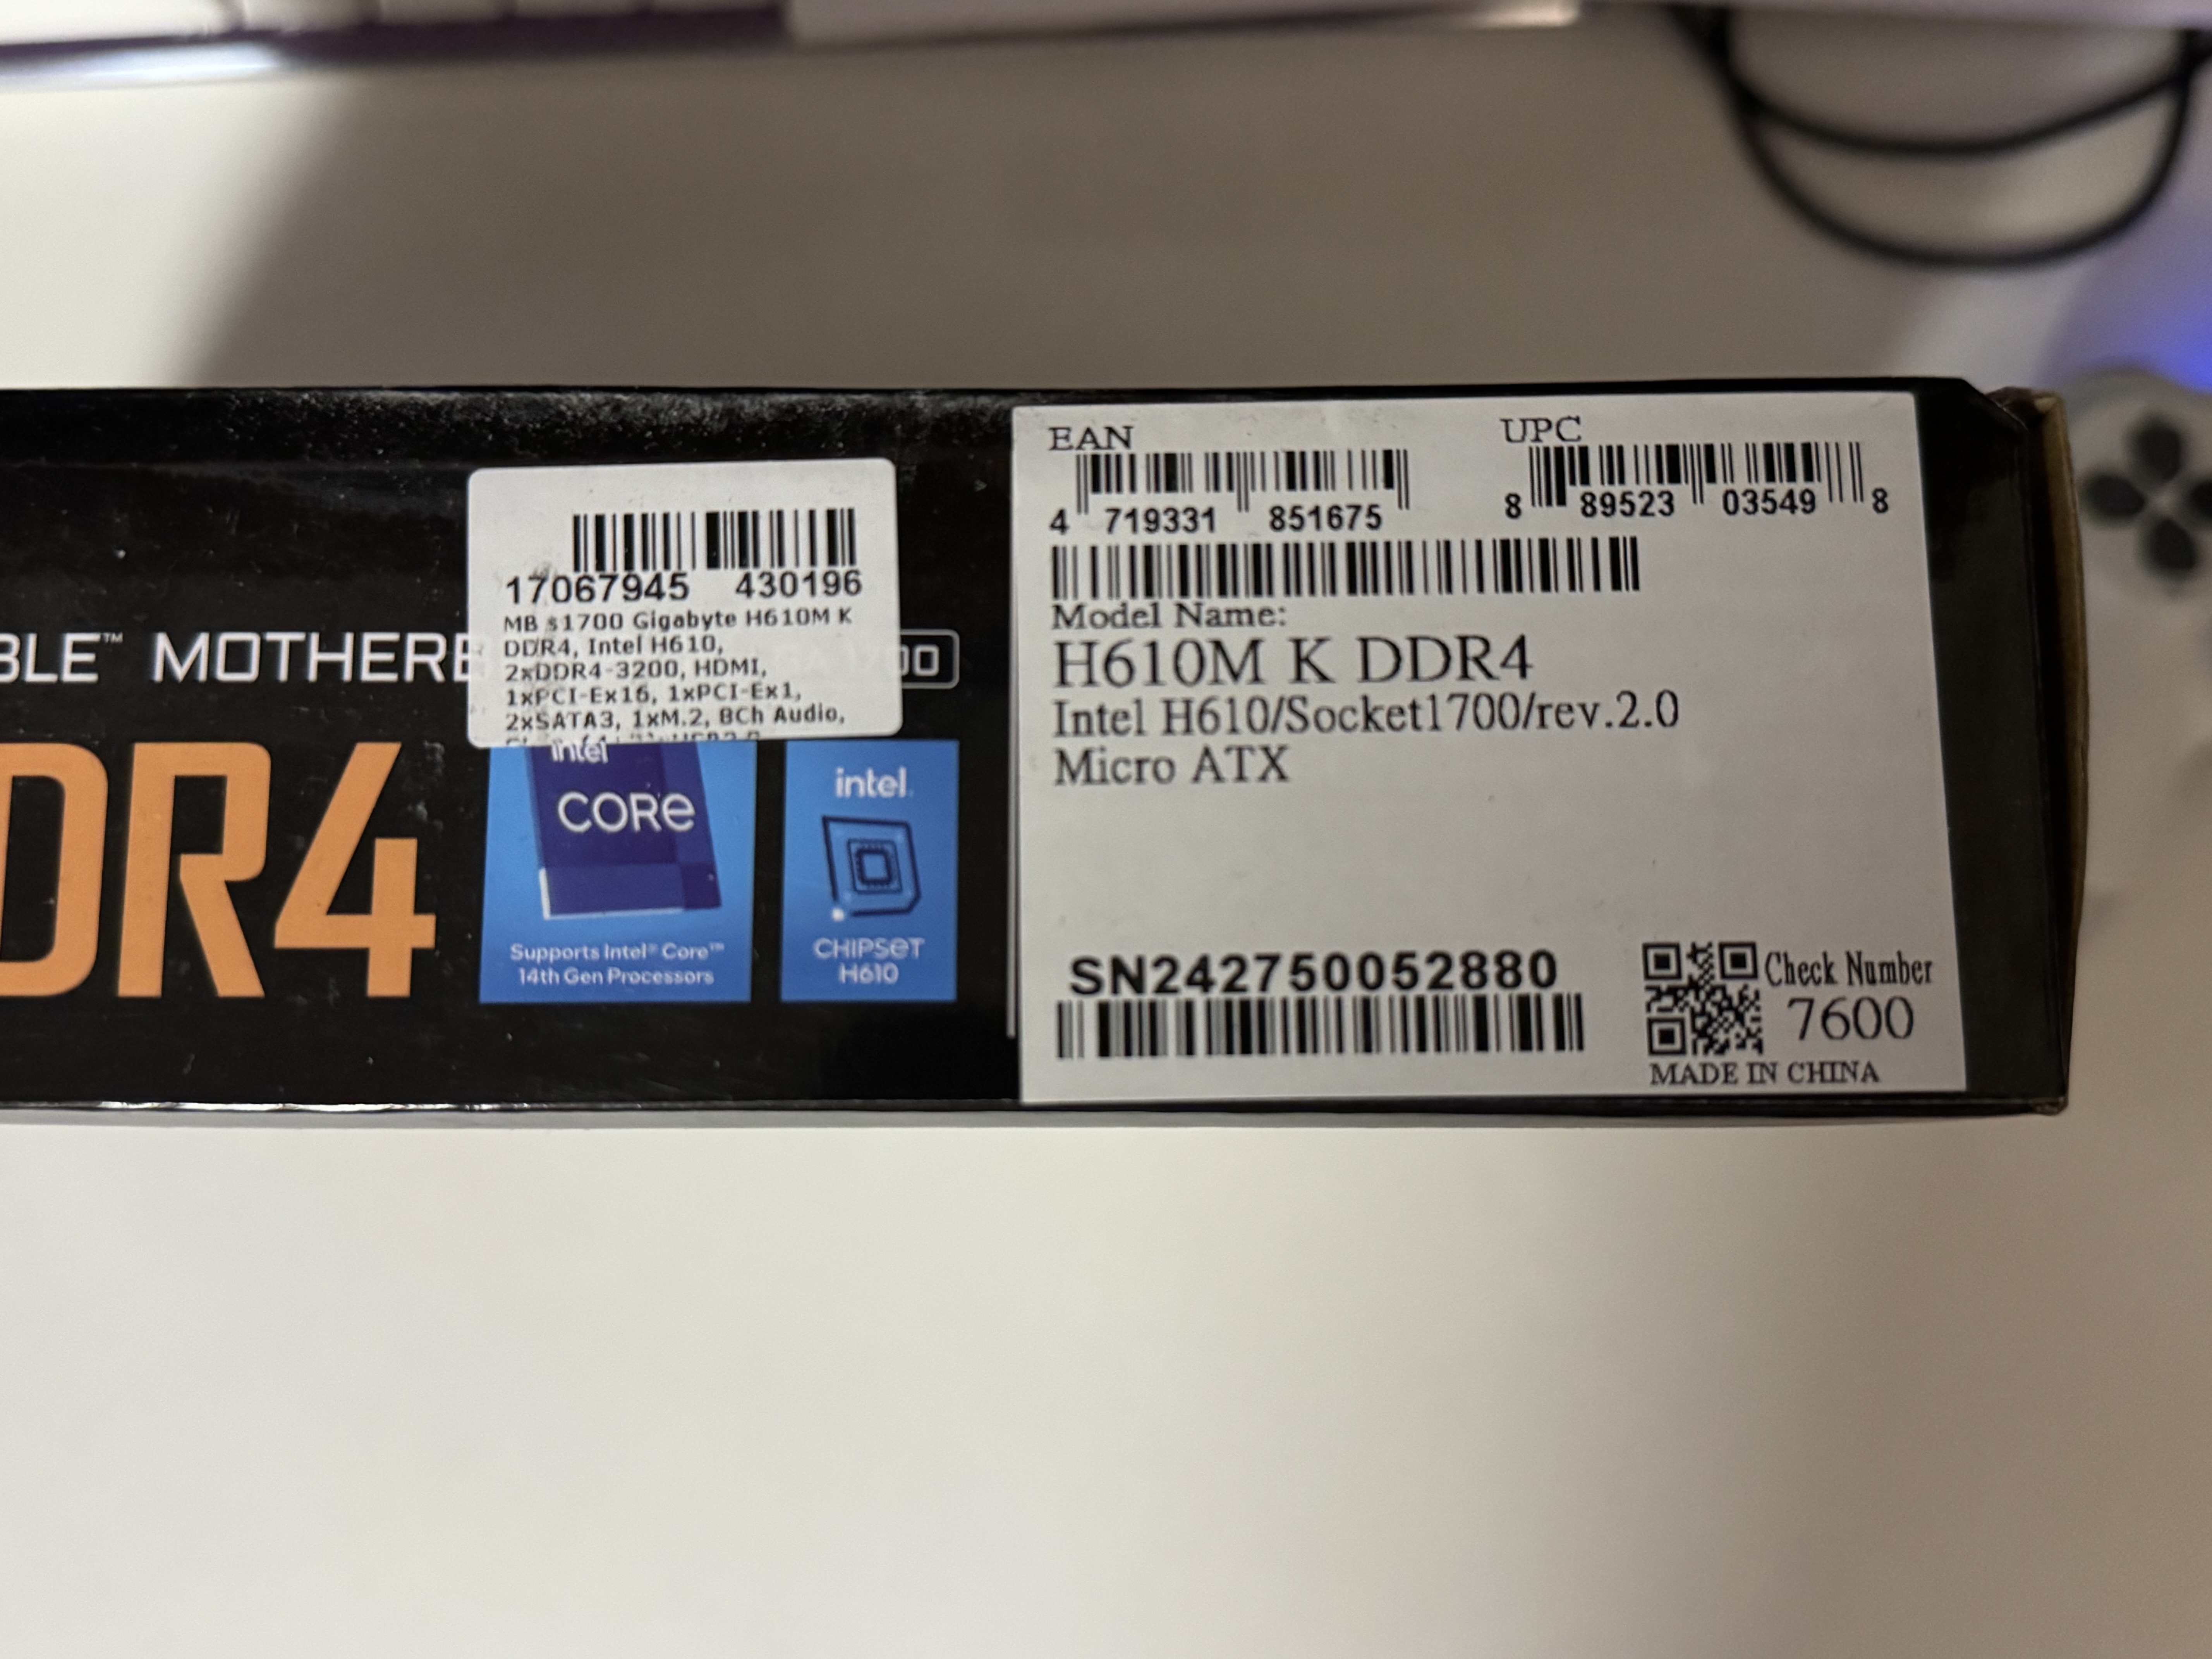 BLE™ MOTHERB
DR4
17067945 430196
MB s1700 Gigabyte H610M K
DDR4, Intel H610,
2xDDR4-3200, HDMI,
1xPCI-Ex16, 1xPCI-Ex1,
2xSATA3, 1xM.2, 8Ch Audio,
1700
intel
CORe
Supports Intel® Core™
14th Gen Processors
intel.
CHIPSeT
H610
EAN
4 719331 851675
UPC
8 89523 03549 8
Model Name:
H610M K DDR4
Intel H610/Socket1700/rev.2.0
Micro ATX
SN242750052880
Check Number
7600
MADE IN CHINA